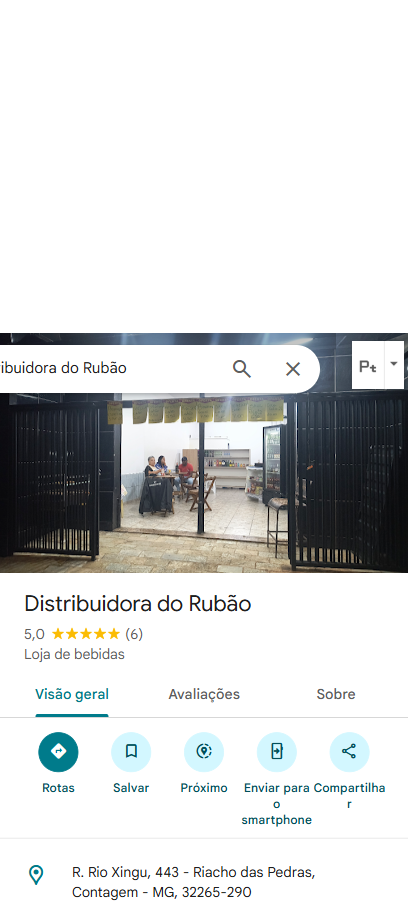 ribuidora do Rubão
Distribuidora do Rubão
5,0 (6)
Loja de bebidas
Visão geral Avaliações Sobre
Rotas Salvar Próximo Enviar para o smartphone Compartilhar
R. Rio Xingu, 443 - Riacho das Pedras,
Contagem - MG, 32265-290